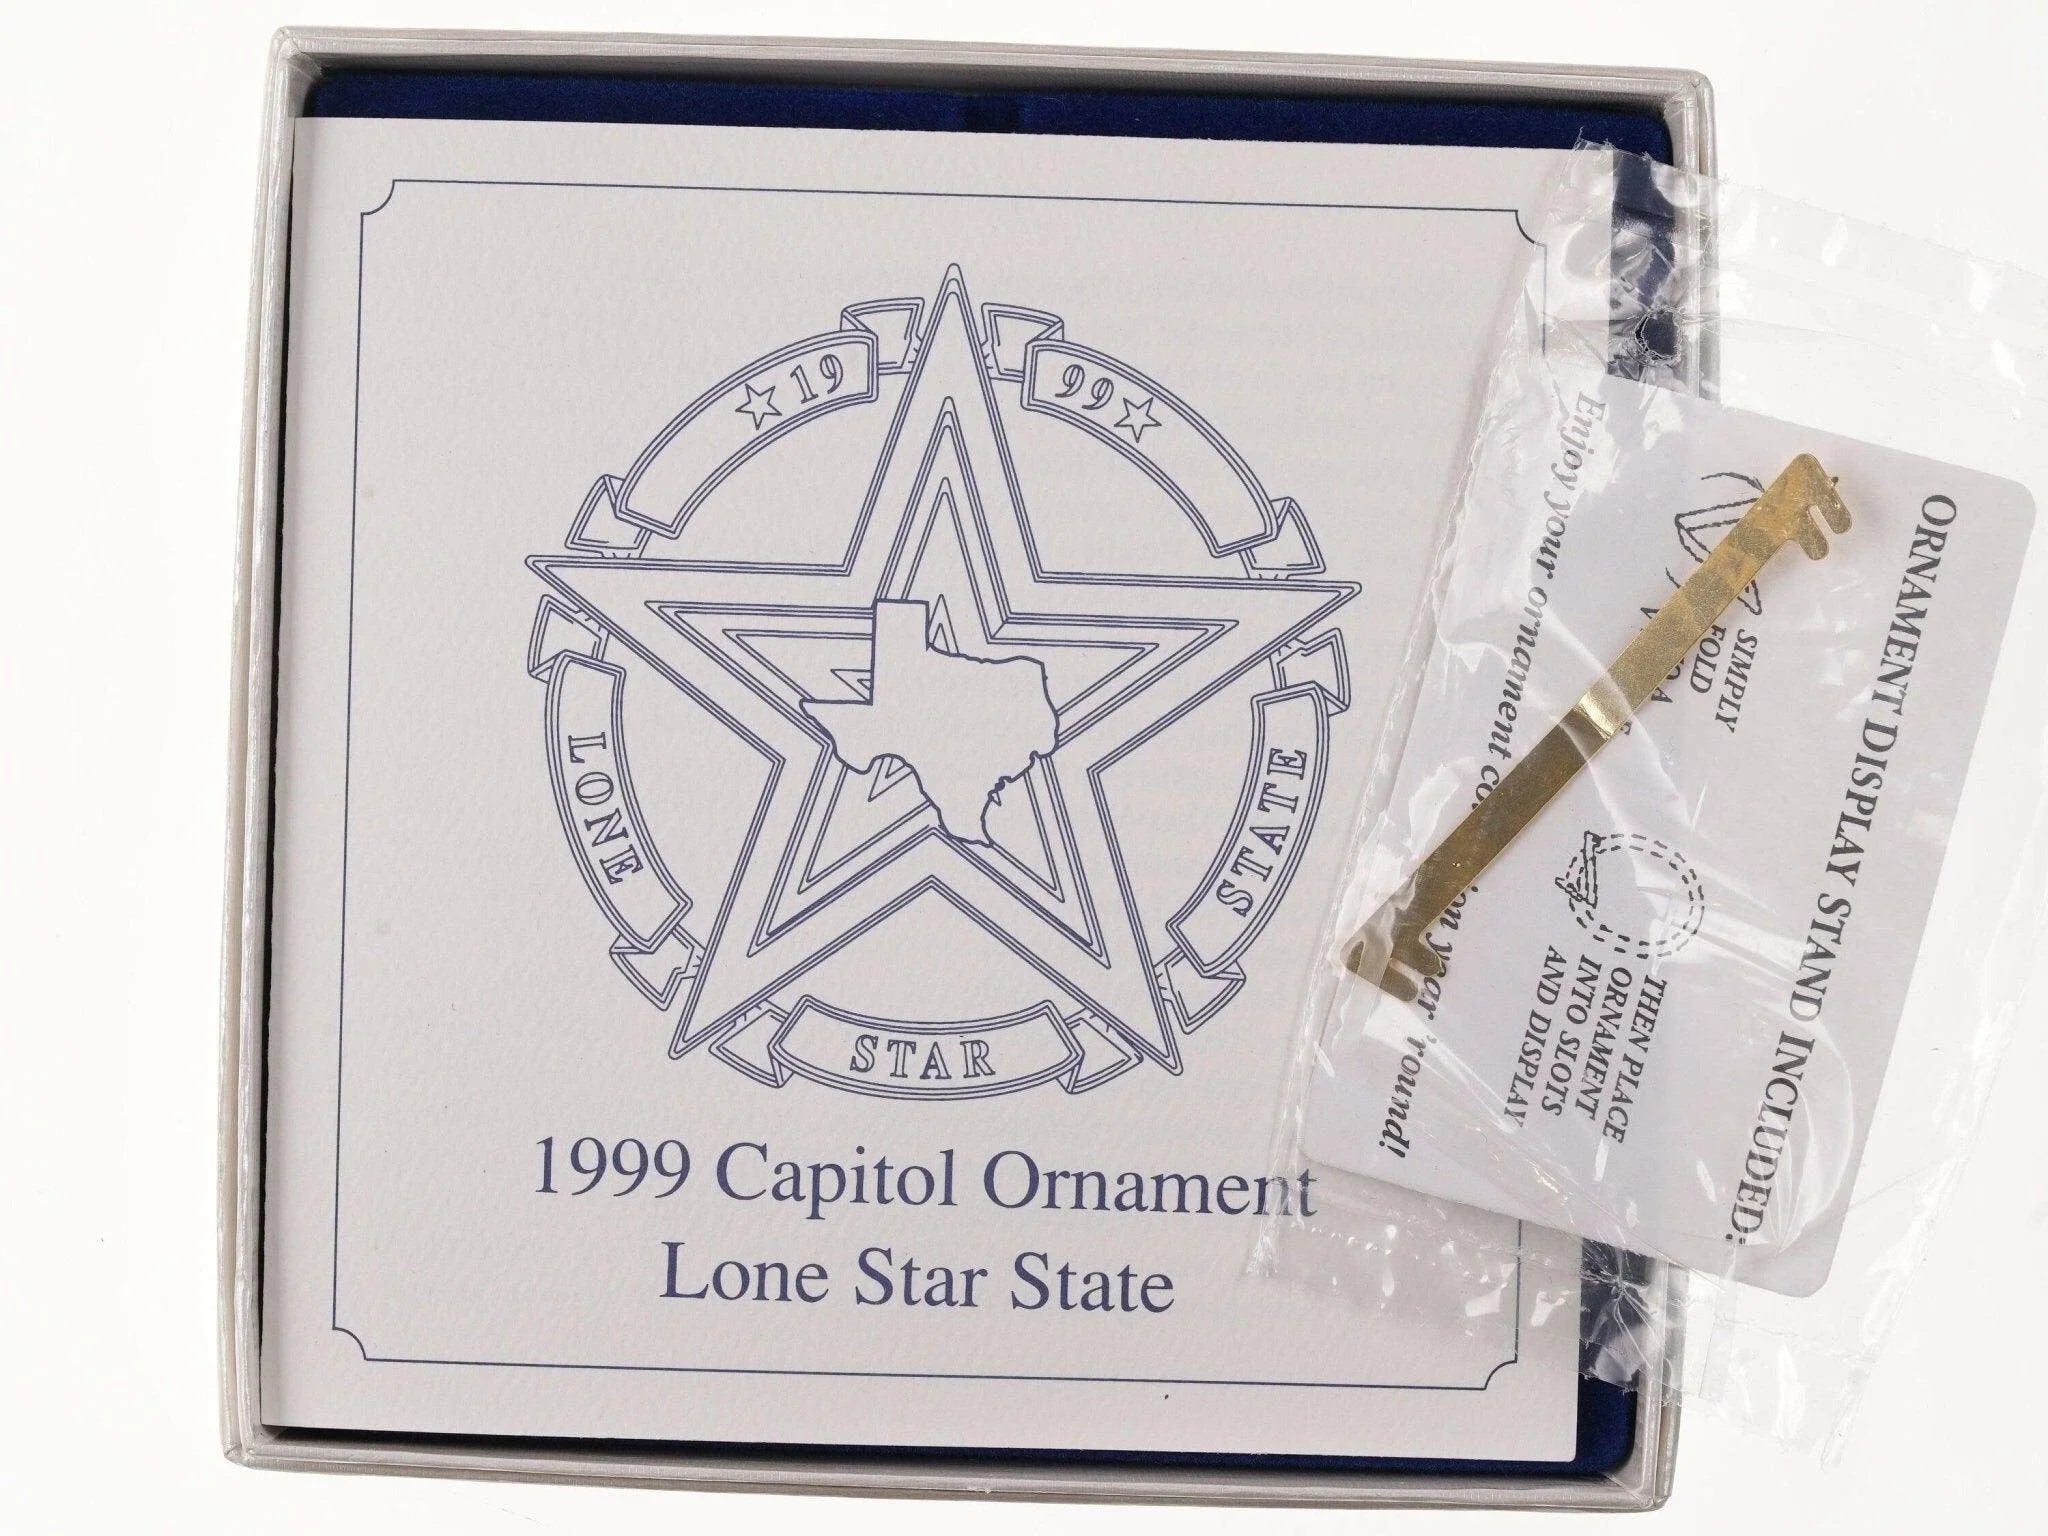 19 99
LONE
STATE
STAR
1999 Capitol Ornament
Lone Star State
ORNAMENT DISPLAY STAND INCLUDED:
SIMPLY
FOLD
THEN PLACE
ORNAMENT
INTO SLOTS
AND DISPLAY
Enjoy your ornament year 'round!